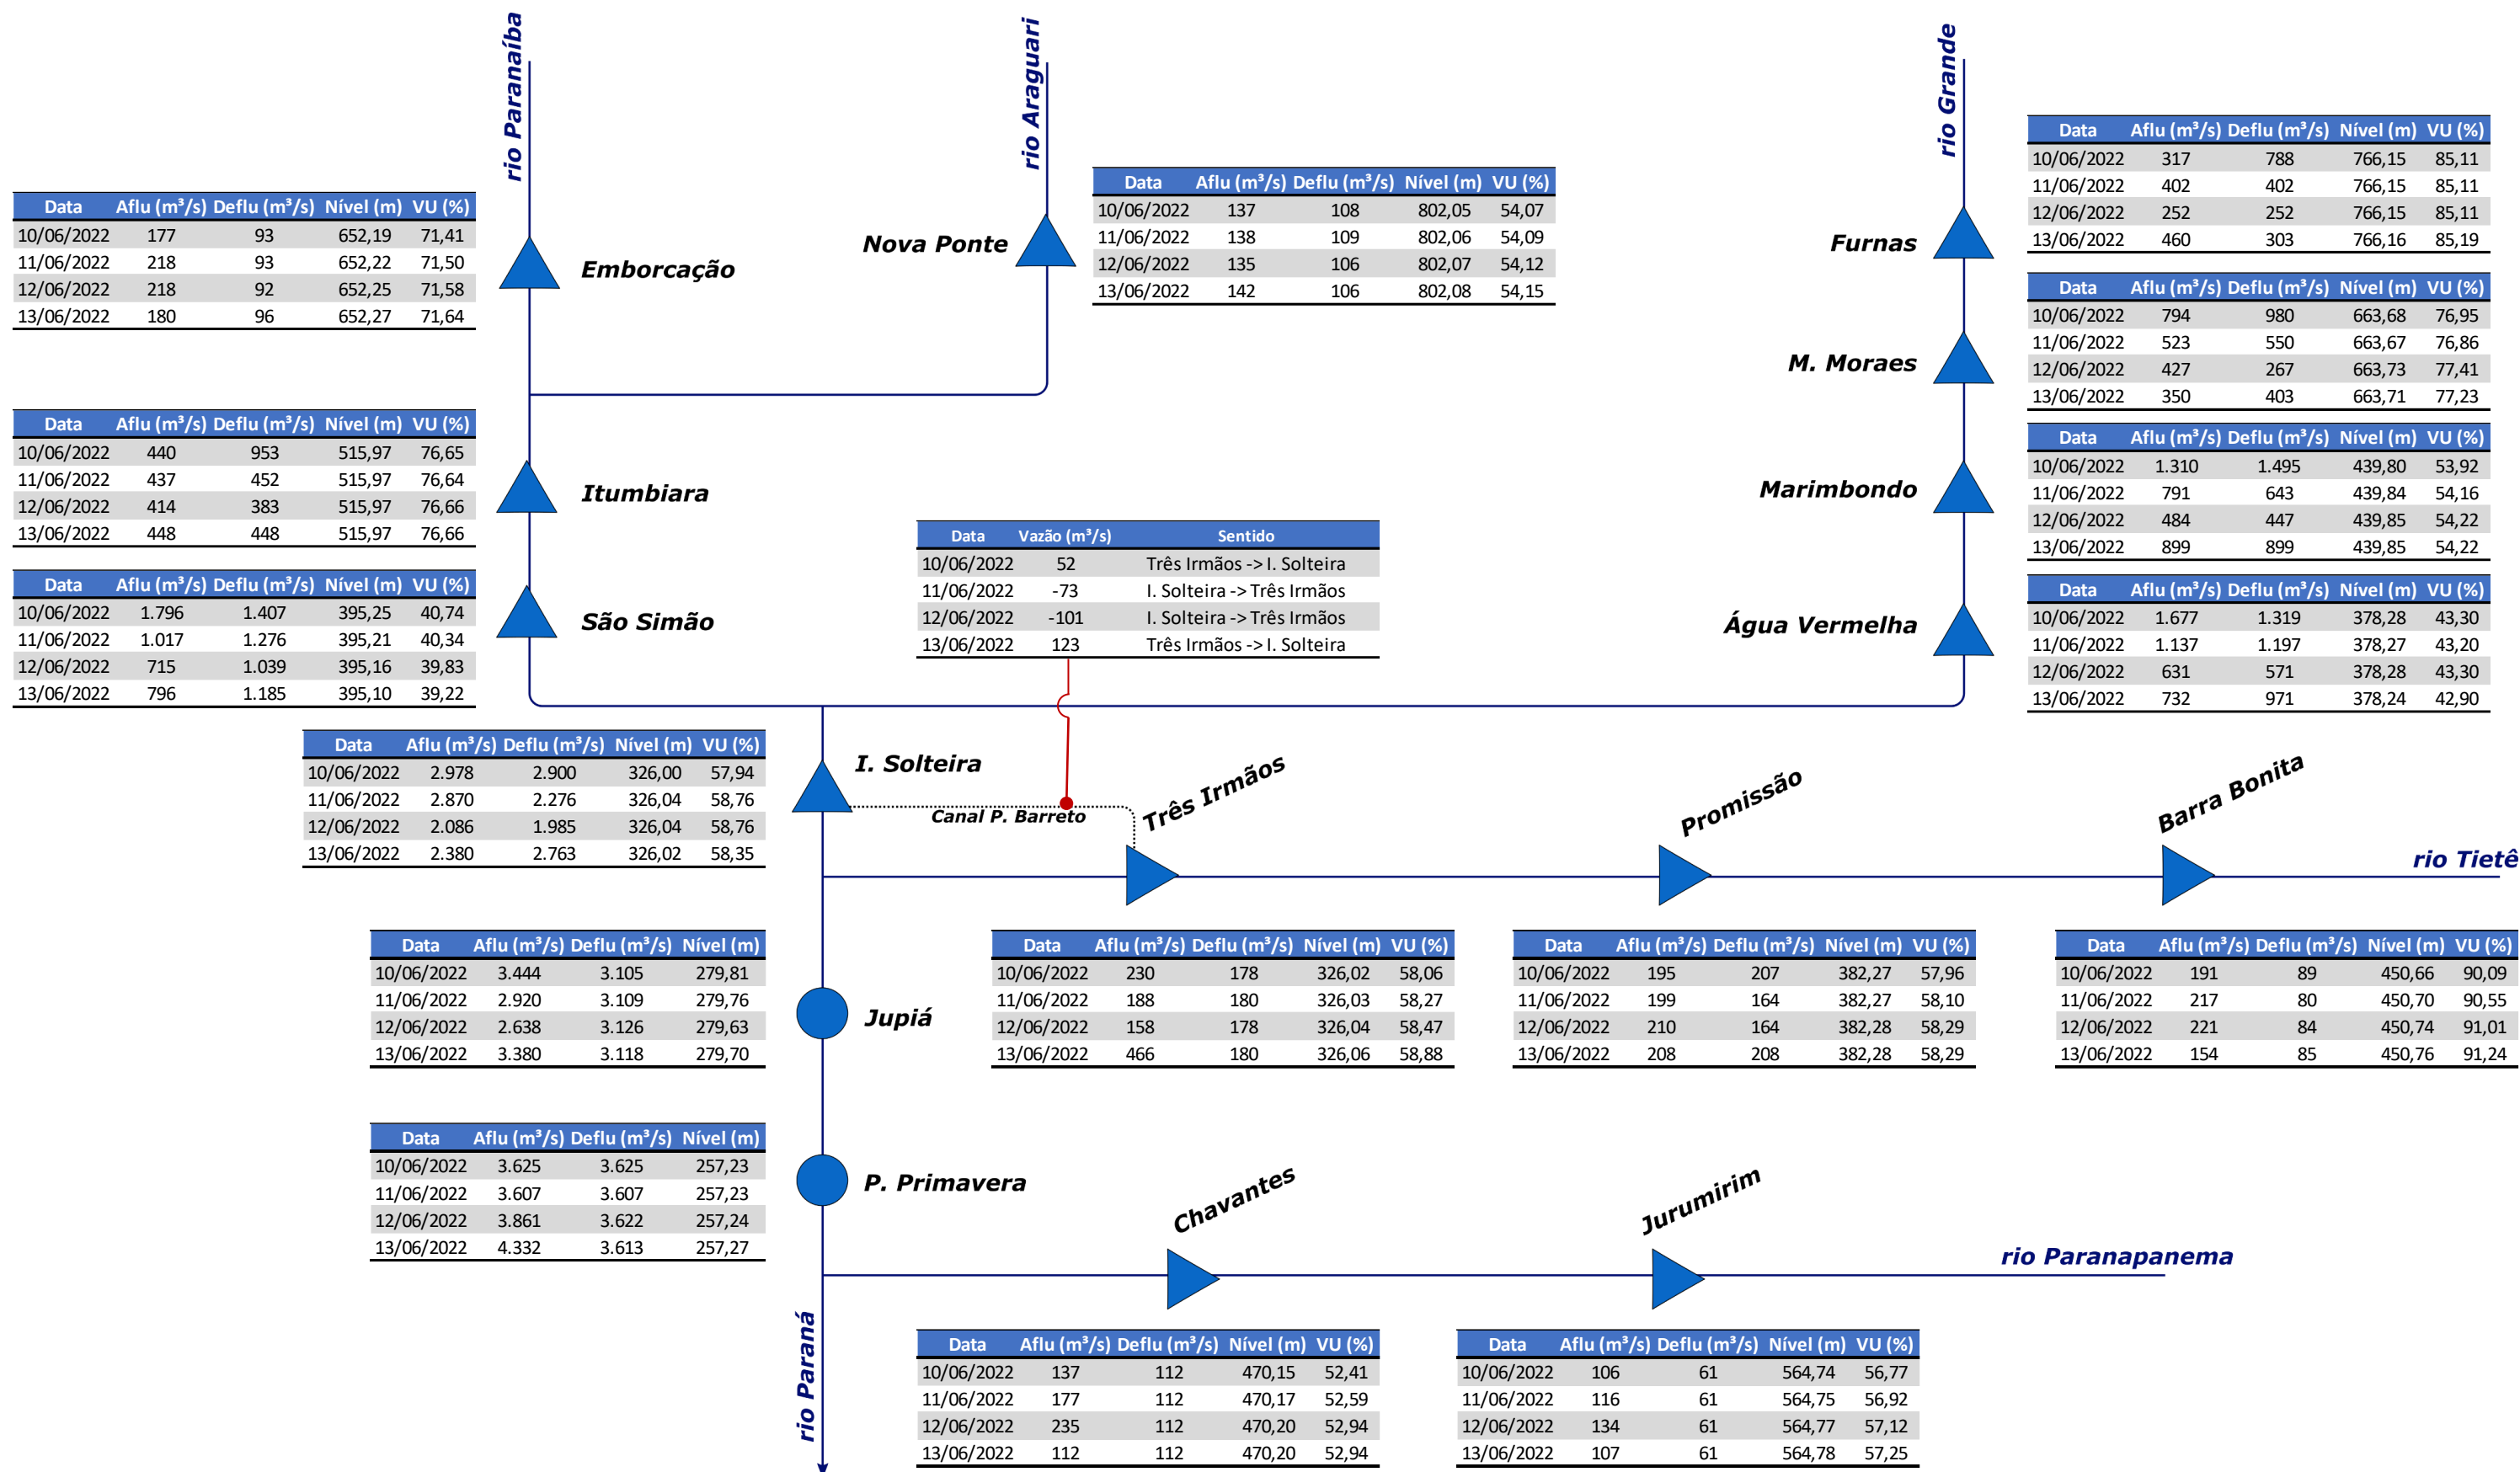 rio Paranaíba
rio Araguari
rio Grande
Data Aflu (m³/s) Deflu (m³/s) Nível (m) VU (%)
10/06/2022 317 788 766,15 85,11
11/06/2022 402 402 766,15 85,11
12/06/2022 252 252 766,15 85,11
13/06/2022 460 303 766,16 85,19
Furnas
Data Aflu (m³/s) Deflu (m³/s) Nível (m) VU (%)
10/06/2022 137 108 802,05 54,07
11/06/2022 138 109 802,06 54,09
12/06/2022 135 106 802,07 54,12
13/06/2022 142 106 802,08 54,15
Nova Ponte
Data Aflu (m³/s) Deflu (m³/s) Nível (m) VU (%)
10/06/2022 177 93 652,19 71,41
11/06/2022 218 93 652,22 71,50
12/06/2022 218 92 652,25 71,58
13/06/2022 180 96 652,27 71,64
Emborcação
Data Aflu (m³/s) Deflu (m³/s) Nível (m) VU (%)
10/06/2022 794 980 663,68 76,95
11/06/2022 523 550 663,67 76,86
12/06/2022 427 267 663,73 77,41
13/06/2022 350 403 663,71 77,23
M. Moraes
Data Aflu (m³/s) Deflu (m³/s) Nível (m) VU (%)
10/06/2022 440 953 515,97 76,65
11/06/2022 437 452 515,97 76,64
12/06/2022 414 383 515,97 76,66
13/06/2022 448 448 515,97 76,66
Itumbiara
Data Aflu (m³/s) Deflu (m³/s) Nível (m) VU (%)
10/06/2022 1.310 1.495 439,80 53,92
11/06/2022 791 643 439,84 54,16
12/06/2022 484 447 439,85 54,22
13/06/2022 899 899 439,85 54,22
Marimbondo
Data Vazão (m³/s) Sentido
10/06/2022 52 Três Irmãos -> I. Solteira
11/06/2022 -73 I. Solteira -> Três Irmãos
12/06/2022 -101 I. Solteira -> Três Irmãos
13/06/2022 123 Três Irmãos -> I. Solteira
Data Aflu (m³/s) Deflu (m³/s) Nível (m) VU (%)
10/06/2022 1.796 1.407 395,25 40,74
11/06/2022 1.017 1.276 395,21 40,34
12/06/2022 715 1.039 395,16 39,83
13/06/2022 796 1.185 395,10 39,22
São Simão
Data Aflu (m³/s) Deflu (m³/s) Nível (m) VU (%)
10/06/2022 1.677 1.319 378,28 43,30
11/06/2022 1.137 1.197 378,27 43,20
12/06/2022 631 571 378,28 43,30
13/06/2022 732 971 378,24 42,90
Água Vermelha
Data Aflu (m³/s) Deflu (m³/s) Nível (m) VU (%)
10/06/2022 2.978 2.900 326,00 57,94
11/06/2022 2.870 2.276 326,04 58,76
12/06/2022 2.086 1.985 326,04 58,76
13/06/2022 2.380 2.763 326,02 58,35
I. Solteira
Canal P. Barreto
Três Irmãos
Promissão
Barra Bonita
rio Tietê
Data Aflu (m³/s) Deflu (m³/s) Nível (m)
10/06/2022 3.444 3.105 279,81
11/06/2022 2.920 3.109 279,76
12/06/2022 2.638 3.126 279,63
13/06/2022 3.380 3.118 279,70
Jupiá
Data Aflu (m³/s) Deflu (m³/s) Nível (m) VU (%)
10/06/2022 230 178 326,02 58,06
11/06/2022 188 180 326,03 58,27
12/06/2022 158 178 326,04 58,47
13/06/2022 466 180 326,06 58,88
Data Aflu (m³/s) Deflu (m³/s) Nível (m) VU (%)
10/06/2022 195 207 382,27 57,96
11/06/2022 199 164 382,27 58,10
12/06/2022 210 164 382,28 58,29
13/06/2022 208 208 382,28 58,29
Data Aflu (m³/s) Deflu (m³/s) Nível (m) VU (%)
10/06/2022 191 89 450,66 90,09
11/06/2022 217 80 450,70 90,55
12/06/2022 221 84 450,74 91,01
13/06/2022 154 85 450,76 91,24
Data Aflu (m³/s) Deflu (m³/s) Nível (m)
10/06/2022 3.625 3.625 257,23
11/06/2022 3.607 3.607 257,23
12/06/2022 3.861 3.622 257,24
13/06/2022 4.332 3.613 257,27
P. Primavera
Chavantes
Jurumirim
rio Paranapanema
rio Paraná
Data Aflu (m³/s) Deflu (m³/s) Nível (m) VU (%)
10/06/2022 137 112 470,15 52,41
11/06/2022 177 112 470,17 52,59
12/06/2022 235 112 470,20 52,94
13/06/2022 112 112 470,20 52,94
Data Aflu (m³/s) Deflu (m³/s) Nível (m) VU (%)
10/06/2022 106 61 564,74 56,77
11/06/2022 116 61 564,75 56,92
12/06/2022 134 61 564,77 57,12
13/06/2022 107 61 564,78 57,25